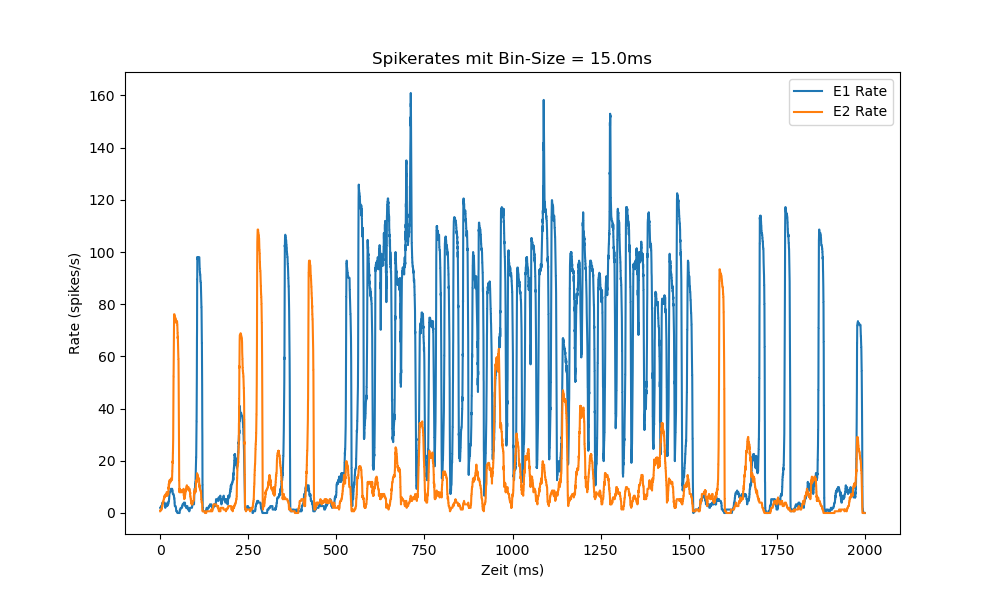 Spikerates mit Bin-Size = 15.0ms
E1 Rate
E2 Rate
160
140
120
100
80
60
40
20
0
Rate (spikes/s)
0 250 500 750 1000 1250 1500 1750 2000
Zeit (ms)